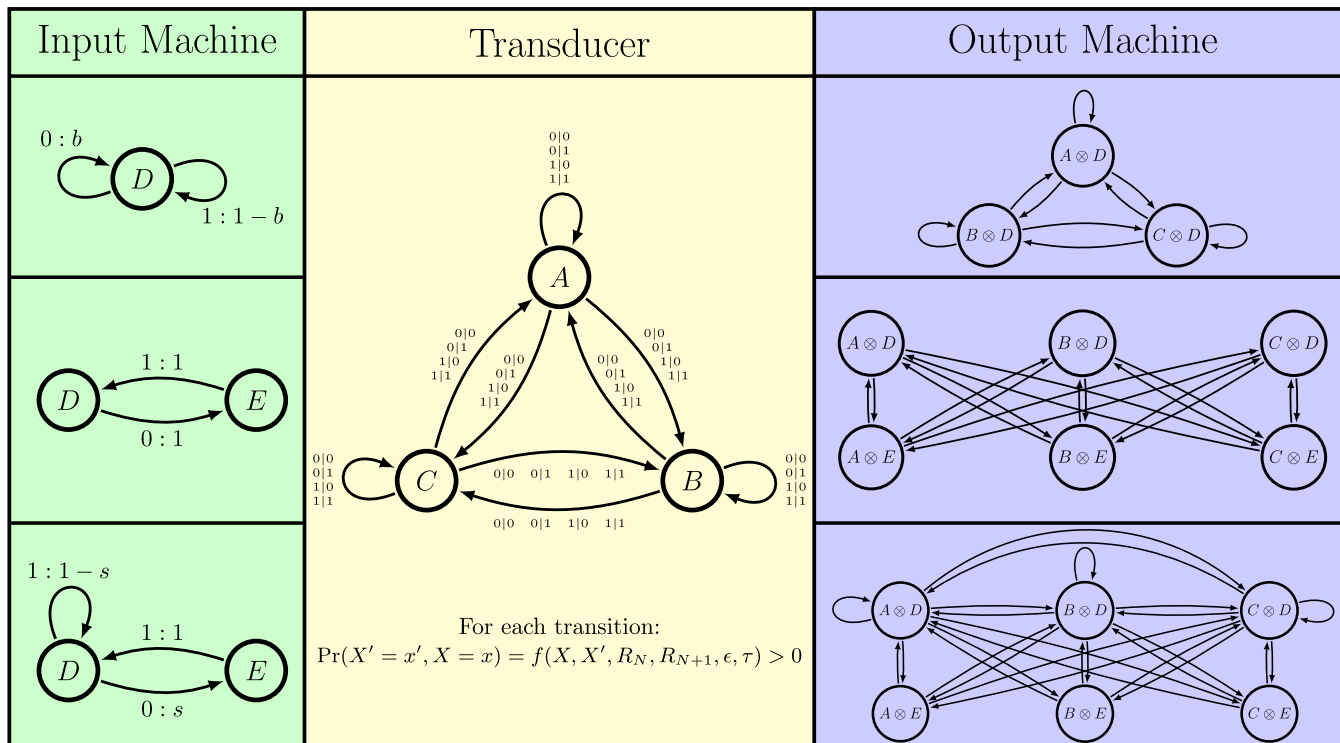 Input Machine
Transducer
Output Machine
0 : b
D
1 : 1 − b
1 : 1
D
E
0 : 1
1 : 1 − s
1 : 1
D
E
0 : s
0|0
0|1
1|0
1|1
A
0|0
0|1
1|0
1|1
0|0
0|1
1|0
1|1
0|0
0|1
1|0
1|1
0|0
0|1
1|0
1|1
0|0
0|1
1|0
1|1
C
0|0 0|1 1|0 1|1
B
0|0
0|1
1|0
1|1
0|0 0|1 1|0 1|1
For each transition:
Pr(X′ = x′, X = x) = f(X, X′, R_N, R_{N+1}, ϵ, τ) > 0
A ⊗ D
B ⊗ D
C ⊗ D
A ⊗ D
B ⊗ D
C ⊗ D
A ⊗ E
B ⊗ E
C ⊗ E
A ⊗ D
B ⊗ D
C ⊗ D
A ⊗ E
B ⊗ E
C ⊗ E